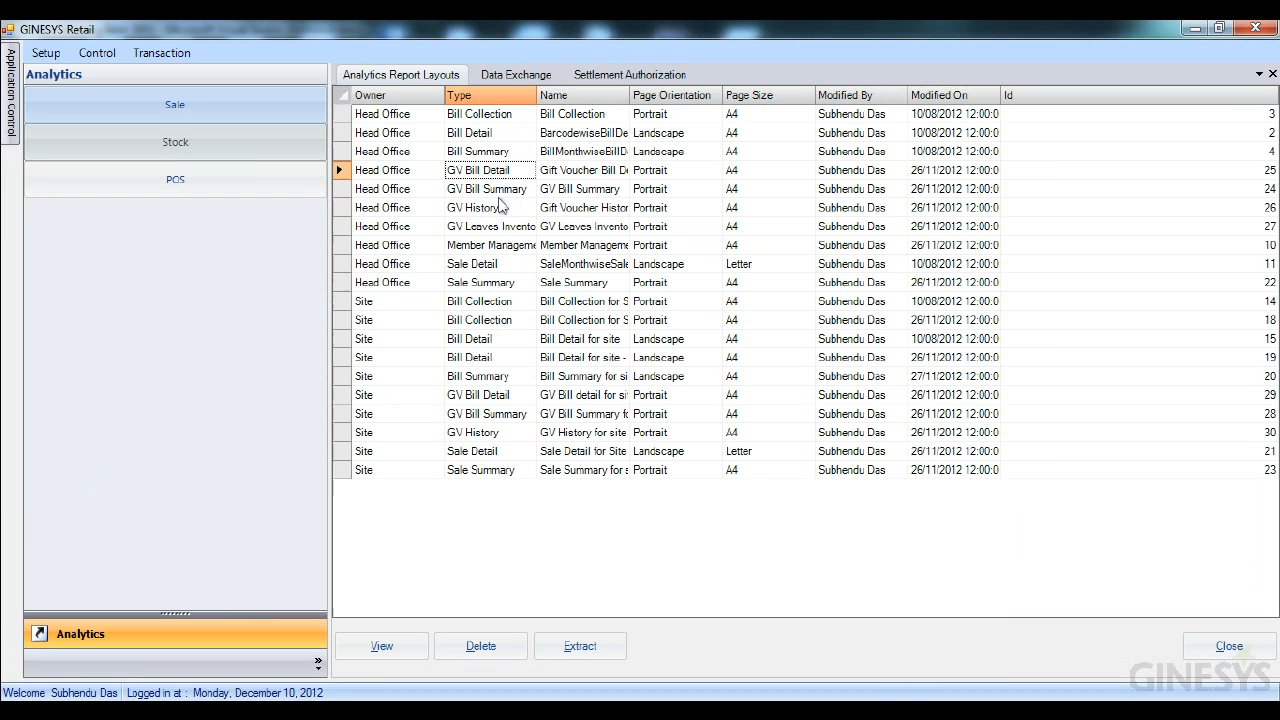 GINESYS Retail
Application Control
Setup Control Transaction
Analytics
Sale
Stock
POS
Analytics
Analytics Report Layouts Data Exchange Settlement Authorization
Owner Type Name Page Orientation Page Size Modified By Modified On Id
Head Office Bill Collection Bill Collection Portrait A4 Subhendu Das 10/08/2012 12:00:0 3
Head Office Bill Detail BarcodewiseBillDe Landscape A4 Subhendu Das 10/08/2012 12:00:0 2
Head Office Bill Summary BillMonthwiseBillD Landscape A4 Subhendu Das 10/08/2012 12:00:0 4
Head Office GV Bill Detail Gift Voucher Bill De Portrait A4 Subhendu Das 26/11/2012 12:00:0 25
Head Office GV Bill Summary GV Bill Summary Portrait A4 Subhendu Das 26/11/2012 12:00:0 24
Head Office GV History Gift Voucher Histor Portrait A4 Subhendu Das 26/11/2012 12:00:0 26
Head Office GV Leaves Invento Gift Voucher Leave Portrait A4 Subhendu Das 26/11/2012 12:00:0 27
Head Office Member Manageme Member Manageme Portrait A4 Subhendu Das 26/11/2012 12:00:0 10
Head Office Sale Detail SaleMonthwiseSale Landscape Letter Subhendu Das 10/08/2012 12:00:0 11
Head Office Sale Summary Sale Summary Portrait A4 Subhendu Das 26/11/2012 12:00:0 22
Site Bill Collection Bill Collection for S Portrait A4 Subhendu Das 10/08/2012 12:00:0 14
Site Bill Collection Bill Collection for S Portrait A4 Subhendu Das 26/11/2012 12:00:0 18
Site Bill Detail Bill Detail for site Landscape A4 Subhendu Das 10/08/2012 12:00:0 15
Site Bill Detail Bill Detail for site - Landscape A4 Subhendu Das 26/11/2012 12:00:0 19
Site Bill Summary Bill Summary for si Landscape A4 Subhendu Das 27/11/2012 12:00:0 20
Site GV Bill Detail GV Bill detail for si Portrait A4 Subhendu Das 26/11/2012 12:00:0 29
Site GV Bill Summary GV Bill Summary fo Portrait A4 Subhendu Das 26/11/2012 12:00:0 28
Site GV History GV History for site Portrait A4 Subhendu Das 26/11/2012 12:00:0 30
Site Sale Detail Sale Detail for Site Landscape Letter Subhendu Das 26/11/2012 12:00:0 21
Site Sale Summary Sale Summary for s Portrait A4 Subhendu Das 26/11/2012 12:00:0 23
View Delete Extract Close
GINESYS
Welcome Subhendu Das Logged in at : Monday, December 10, 2012